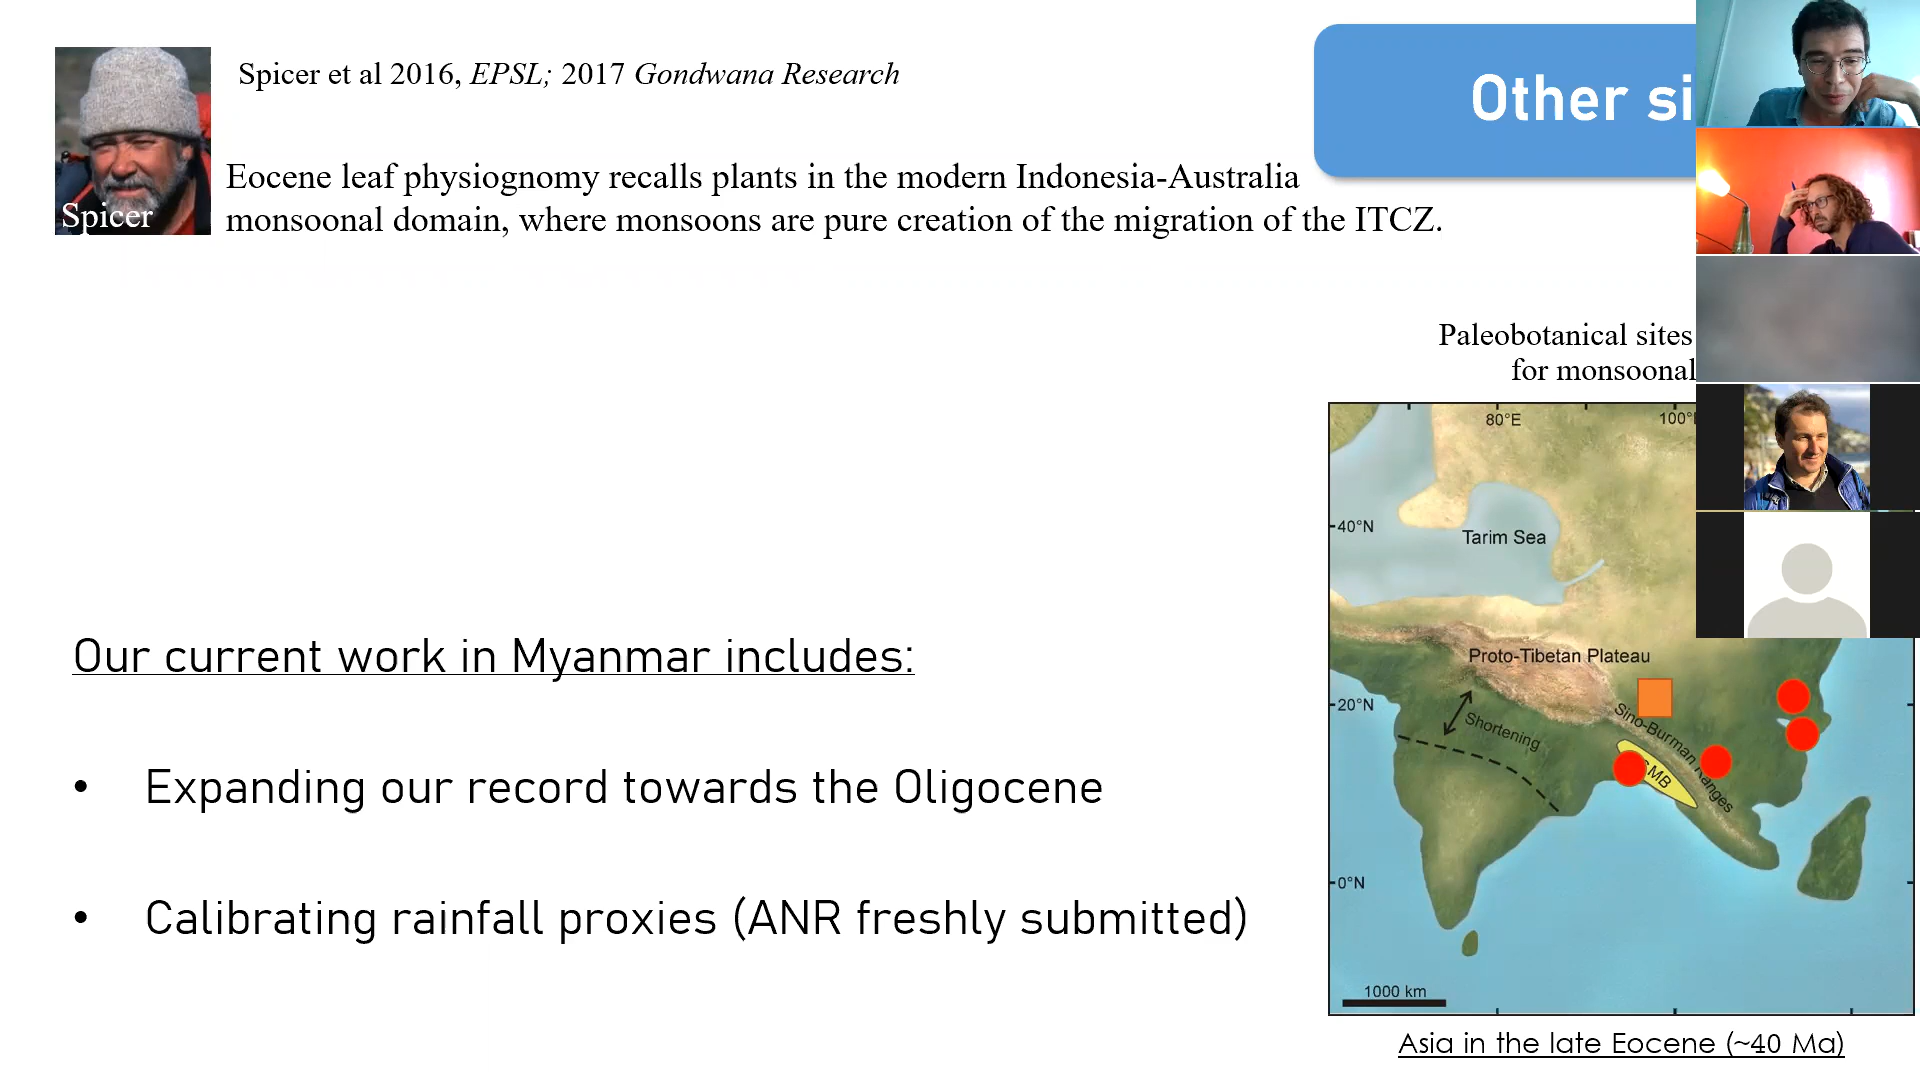 Spicer et al 2016, EPSL; 2017 Gondwana Research
Other si
Spicer
Eocene leaf physiognomy recalls plants in the modern Indonesia-Australia
monsoonal domain, where monsoons are pure creation of the migration of the ITCZ.
Paleobotanical sites
for monsoonal
80°E
100°
40°N
Tarim Sea
Proto-Tibetan Plateau
20°N
Shortening
Sino-Burman Ranges
MB
0°N
1000 km
Asia in the late Eocene (~40 Ma)
Our current work in Myanmar includes:
• Expanding our record towards the Oligocene
• Calibrating rainfall proxies (ANR freshly submitted)